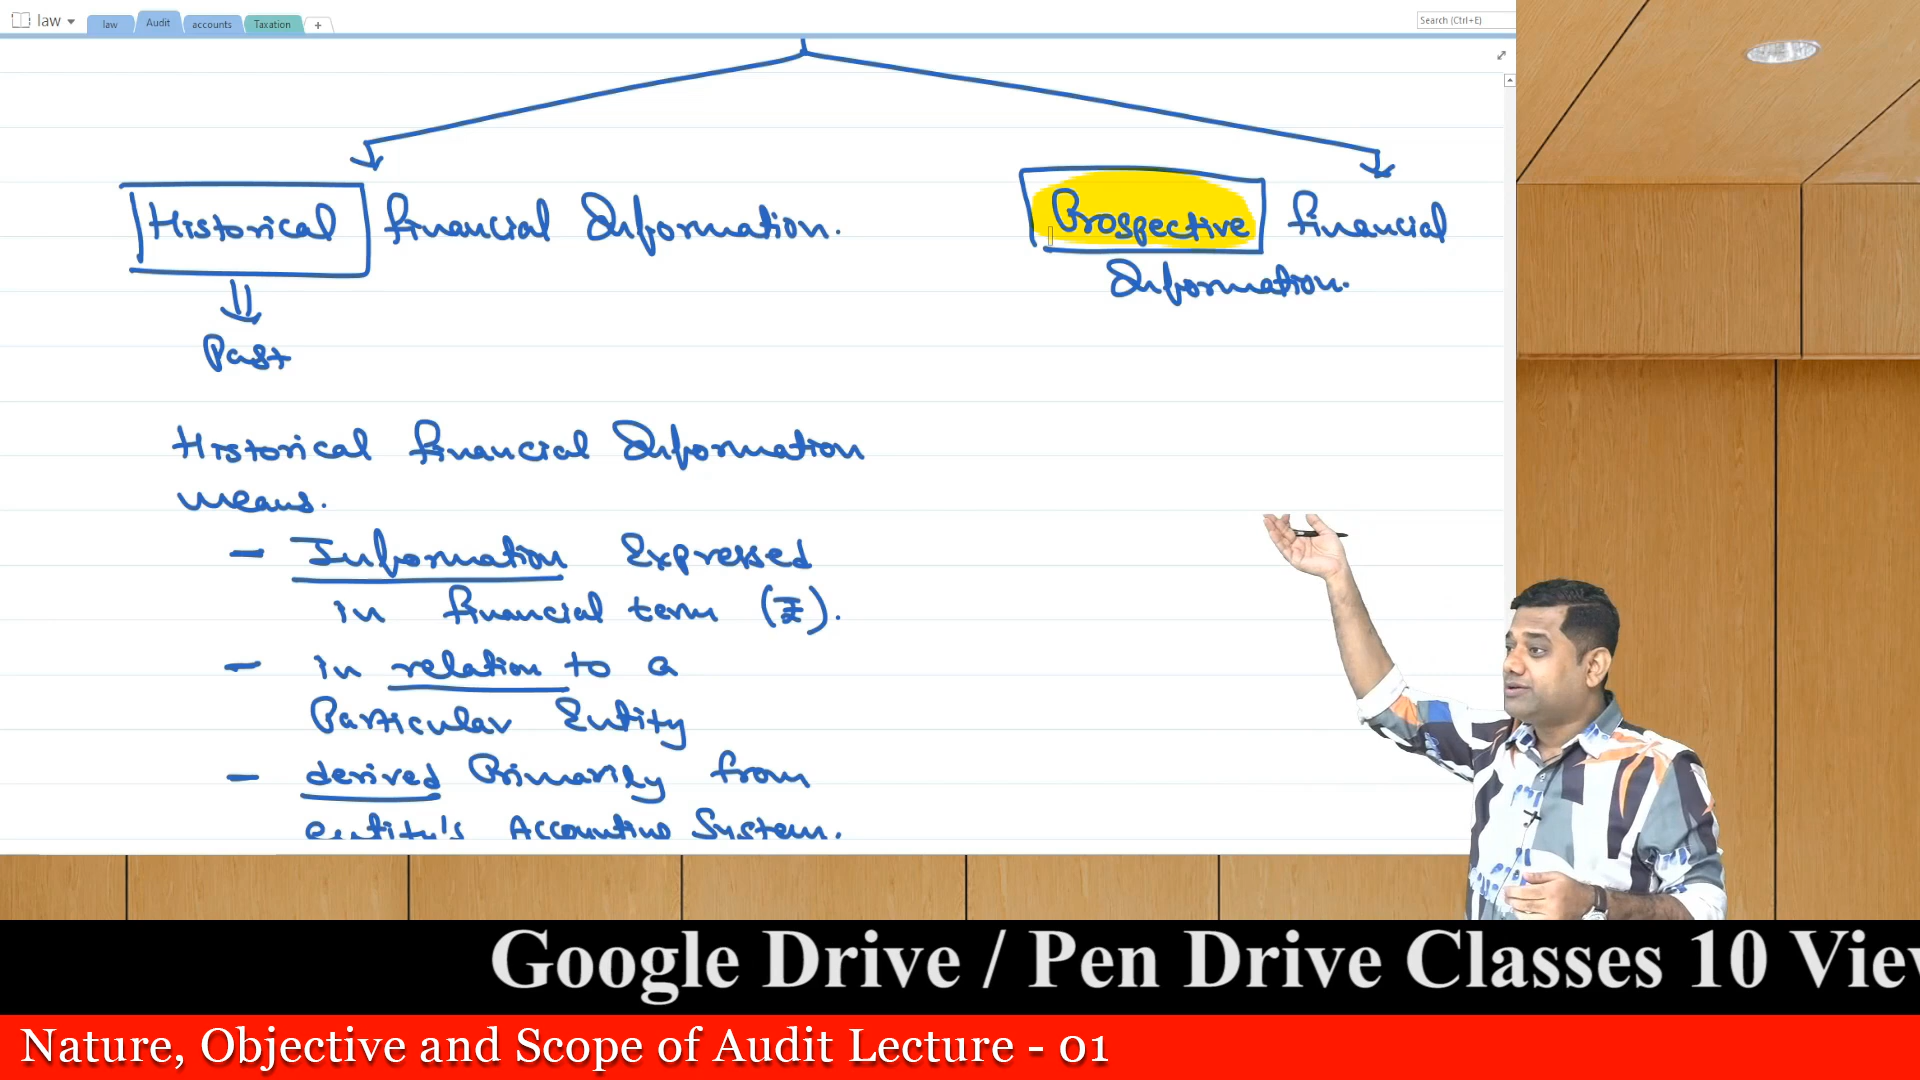 law
law Audit accounts Taxation +
Search (Ctrl+E)
Historical financial Information.
Prospective financial
Information.
Past
Historical financial Information
means.
- Information Expressed
in financial term (₹).
- in relation to a
Particular Entity
- derived Primarily from
entity's Accounting System.
Google Drive / Pen Drive Classes 10 View
Nature, Objective and Scope of Audit Lecture - 01